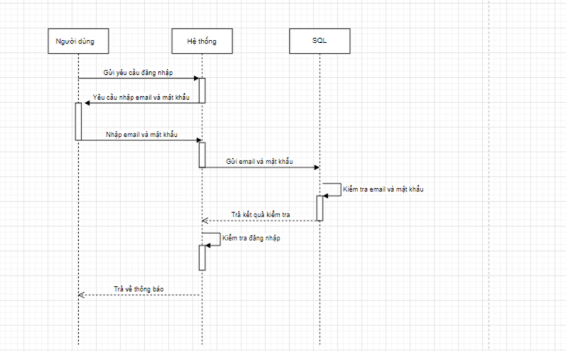 Người dùng
Hệ thống
SQL
Gửi yêu cầu đăng nhập
Yêu cầu nhập email và mật khẩu
Nhập email và mật khẩu
Gửi email và mật khẩu
Kiểm tra email và mật khẩu
Trả kết quả kiểm tra
Kiểm tra đăng nhập
Trả về thông báo